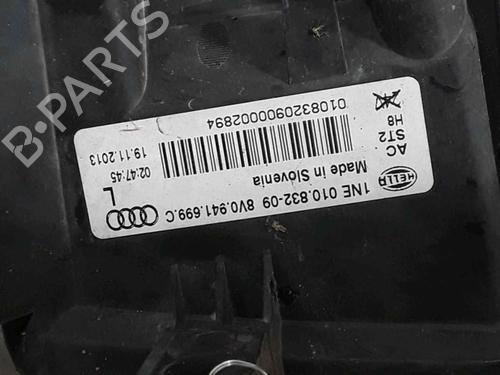 B-PARTS
HELLA
1NE 010.832-09 8V0.941.699.C
Made in Slovenia
AC
ST2
H8
L
02:47:45
19.11.2013
0108320900002894